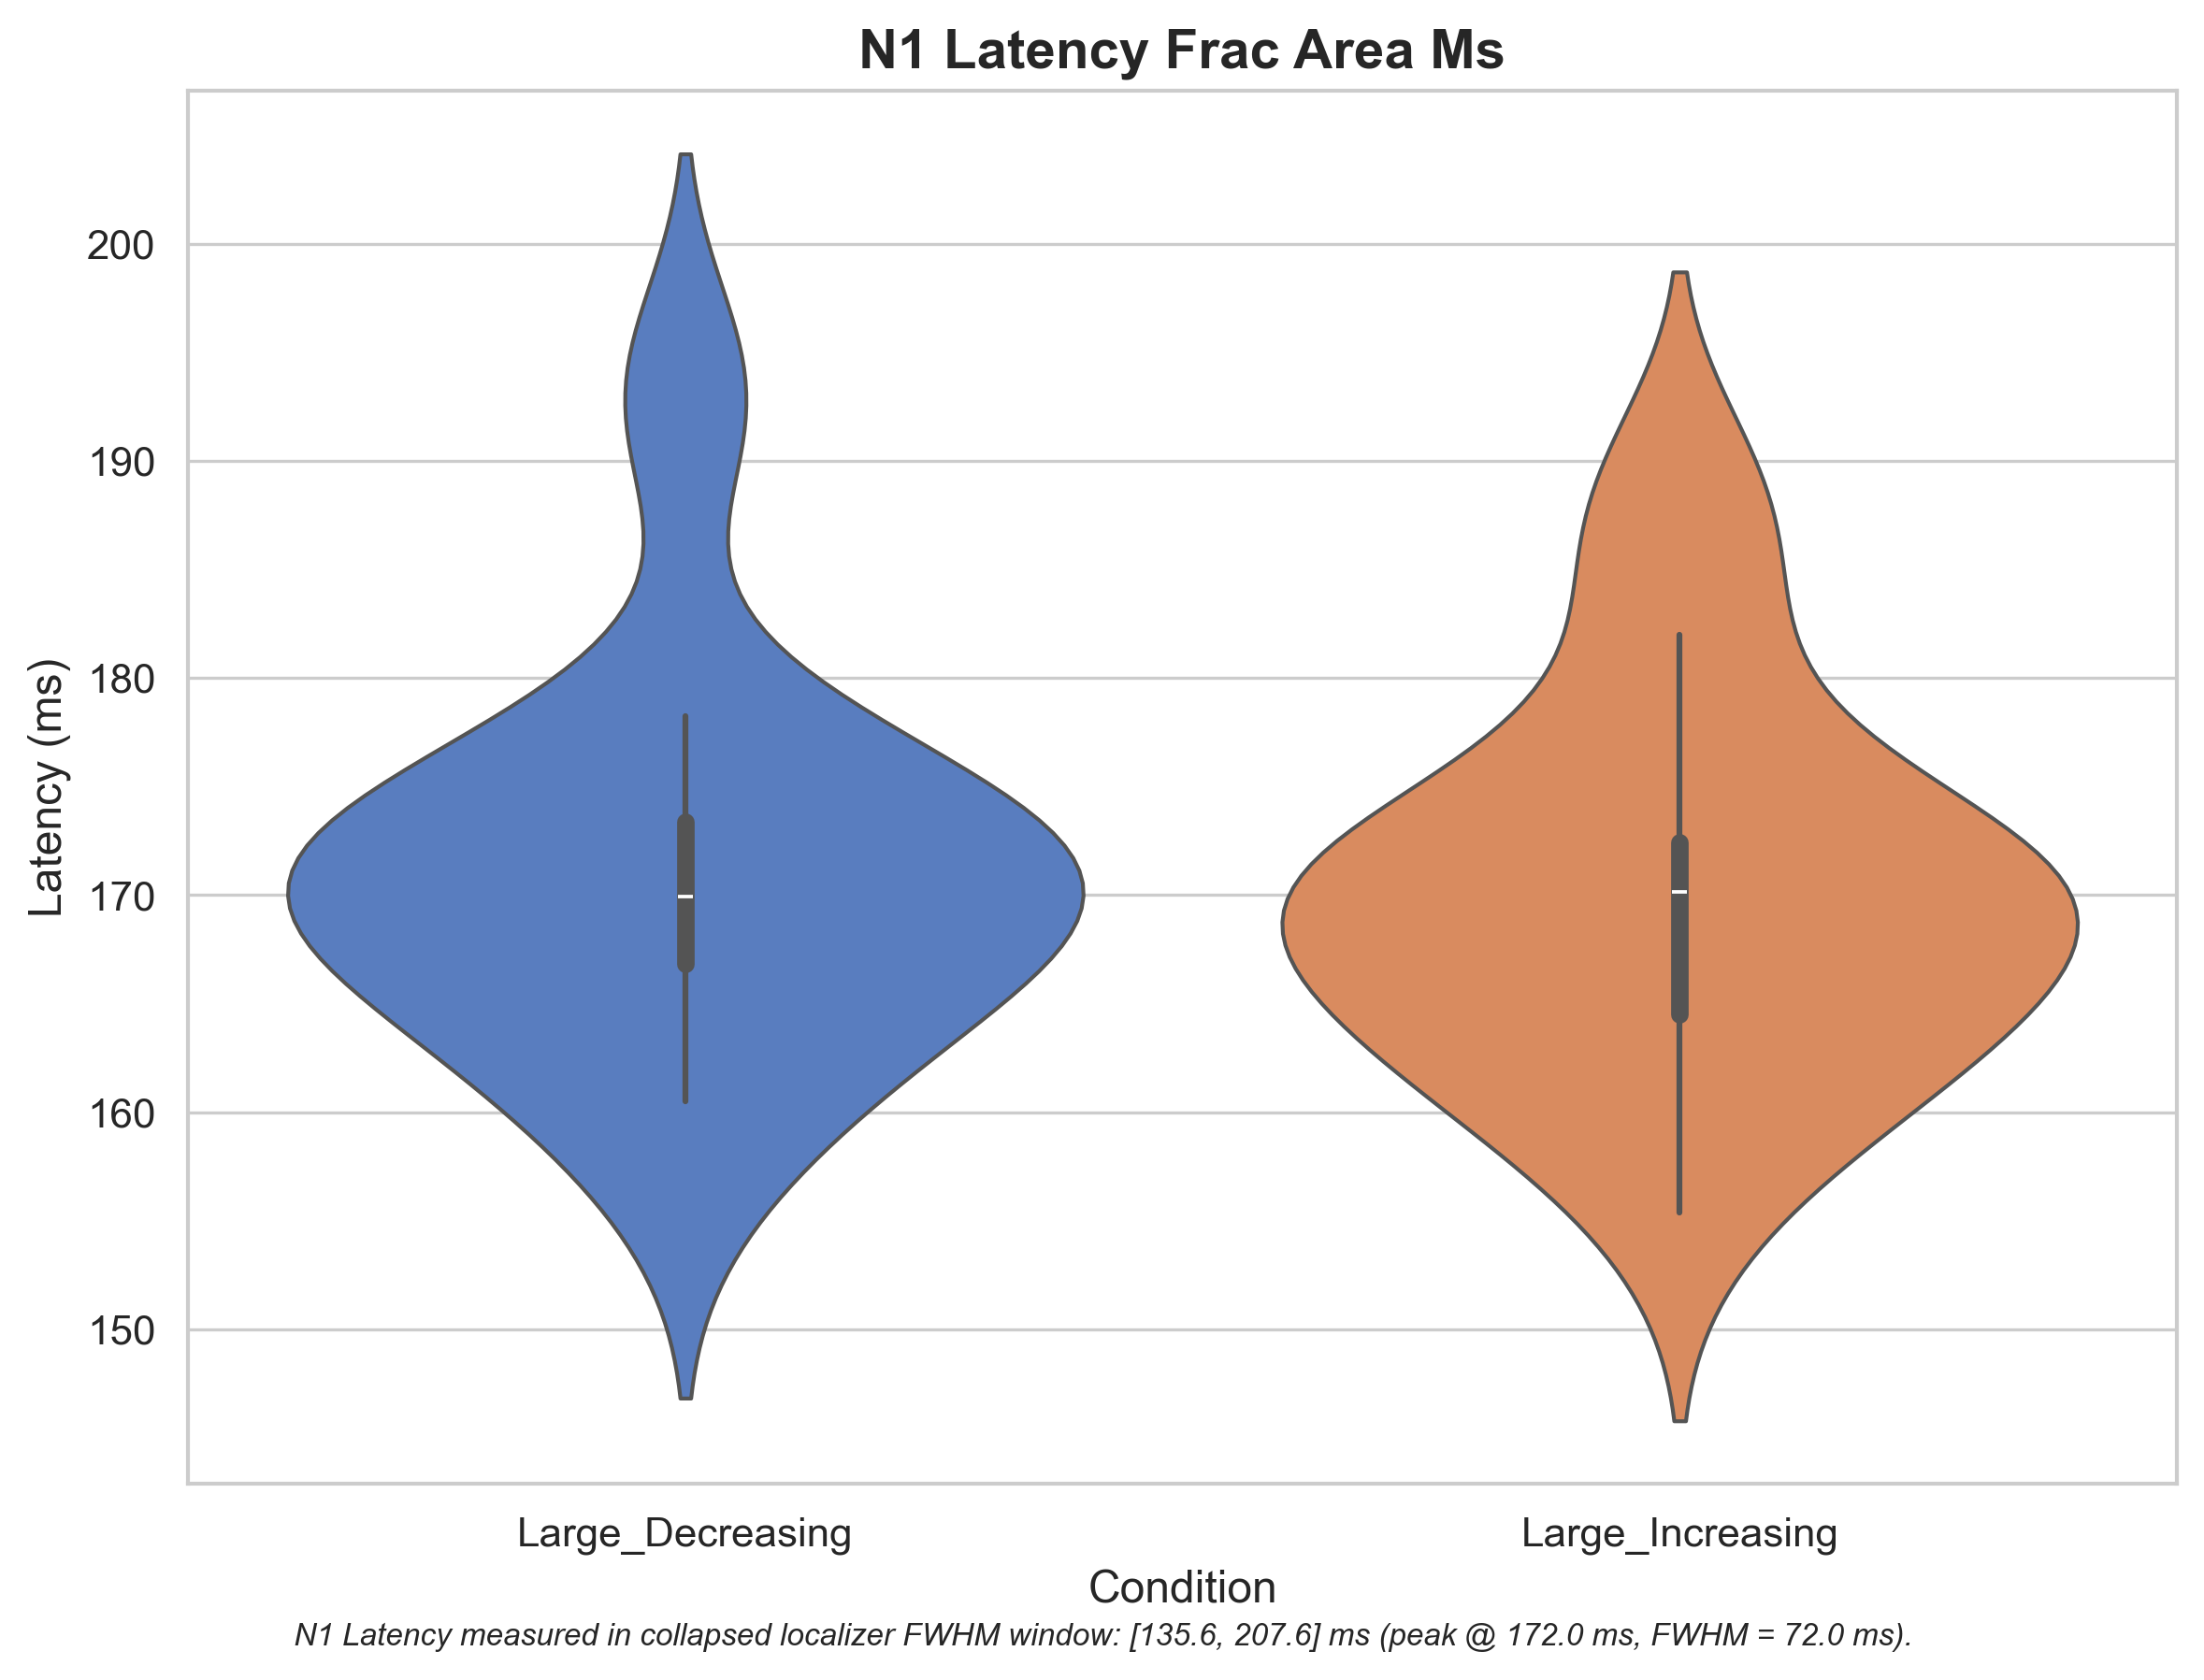 N1 Latency Frac Area Ms
200
190
180
170
160
150
Latency (ms)
Large_Decreasing
Large_Increasing
Condition
N1 Latency measured in collapsed localizer FWHM window: [135.6, 207.6] ms (peak @ 172.0 ms, FWHM = 72.0 ms).